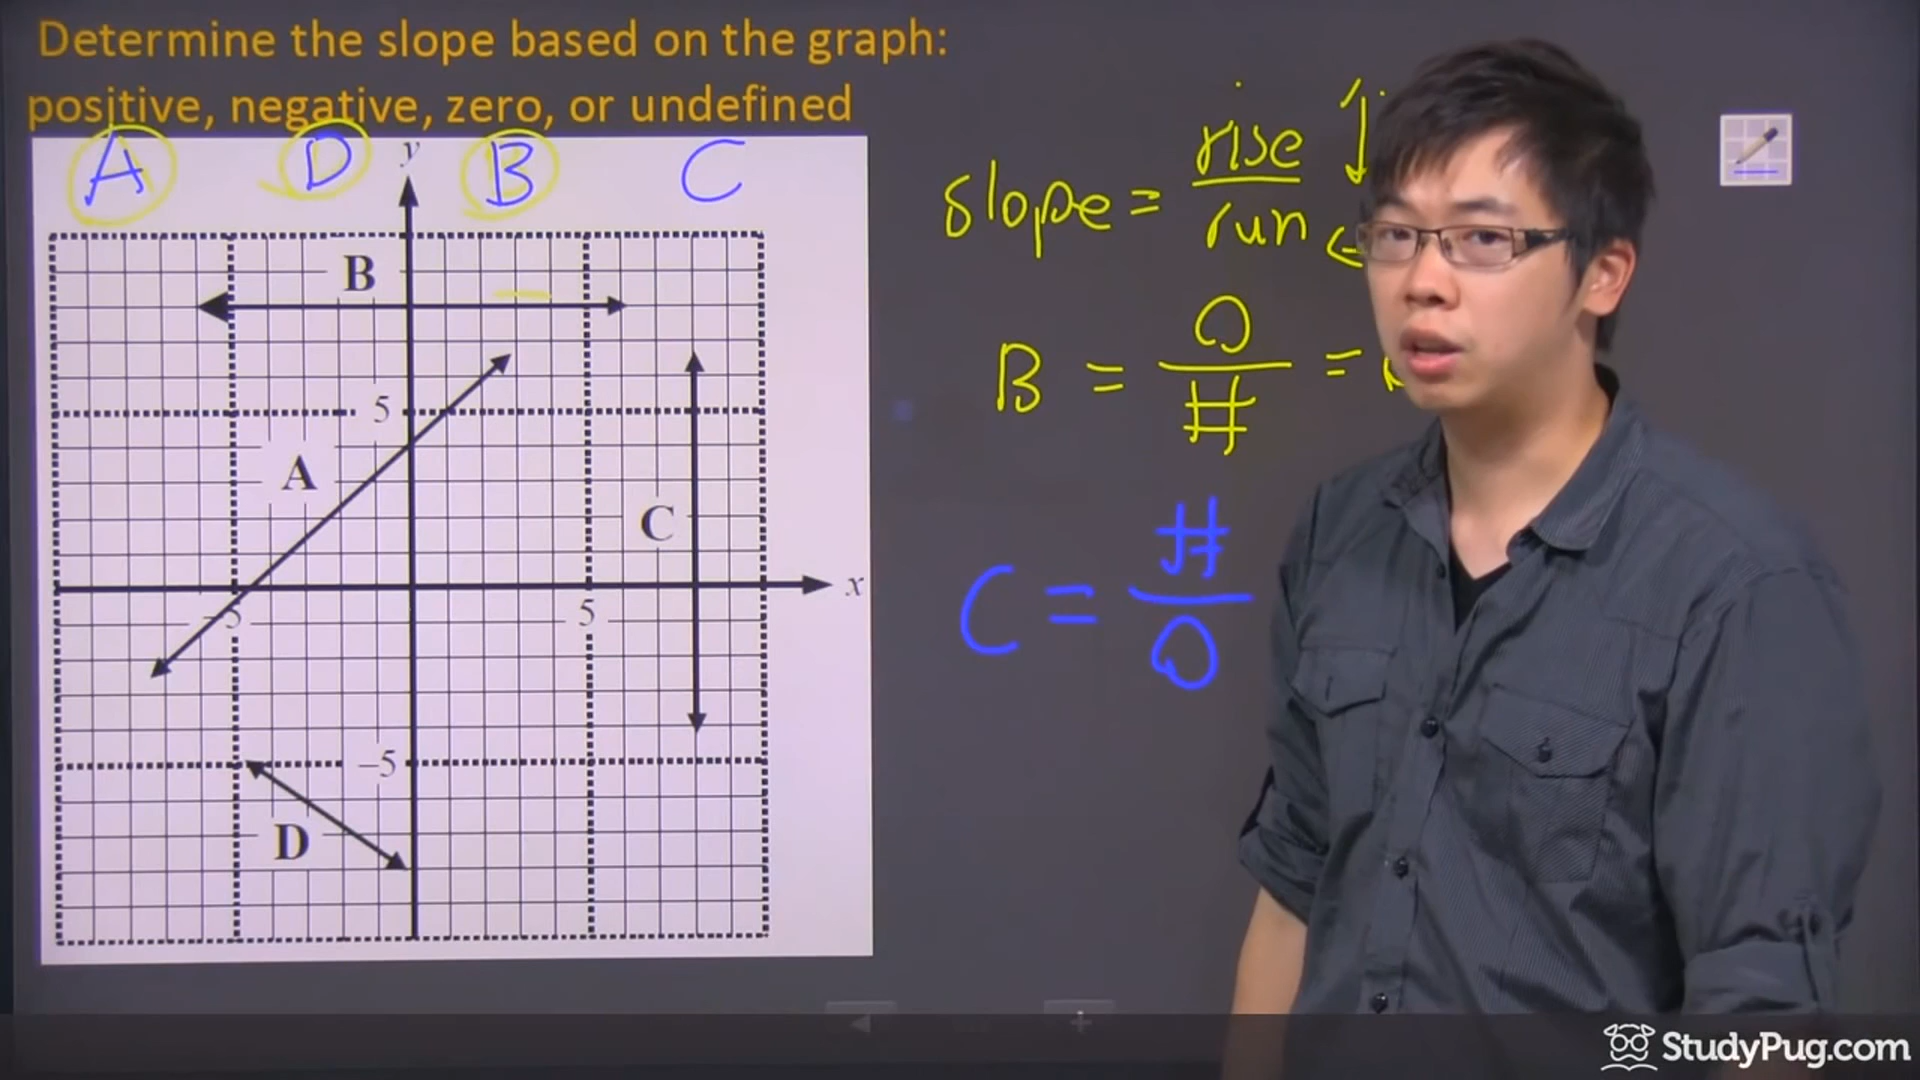 Determine the slope based on the graph:
positive, negative, zero, or undefined
A D B C
y
B
5
A
C
x
-5
5
–5
D
slope = rise
run
B = 0
# =
C = #
0
StudyPug.com